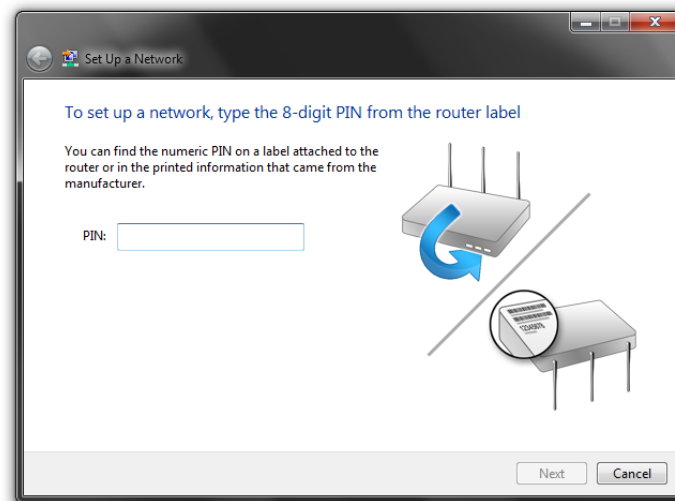 Set Up a Network
To set up a network, type the 8-digit PIN from the router label
You can find the numeric PIN on a label attached to the
router or in the printed information that came from the
manufacturer.
PIN:
12345678
Next
Cancel